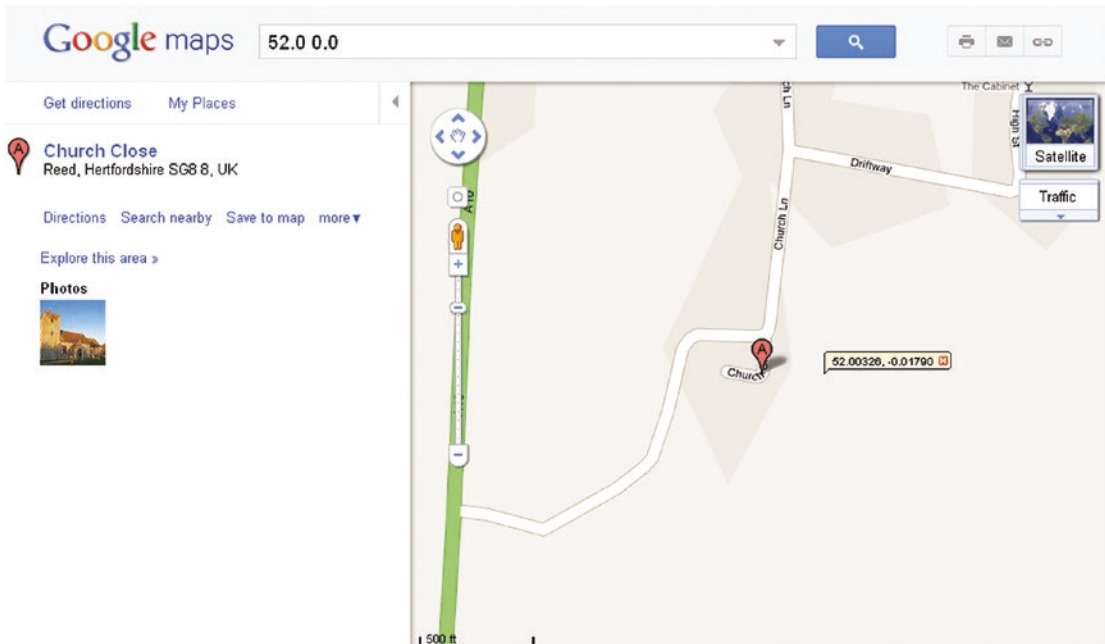 Google maps
52.0 0.0
Get directions My Places
A
Church Close
Reed, Hertfordshire SG8 8, UK
Directions Search nearby Save to map more▼
Explore this area »
Photos
The Cabinet
ch Ln
High St
Satellite
Driftway
Traffic
A10
Church Ln
A
52.00326, -0.01790
Church
500 ft